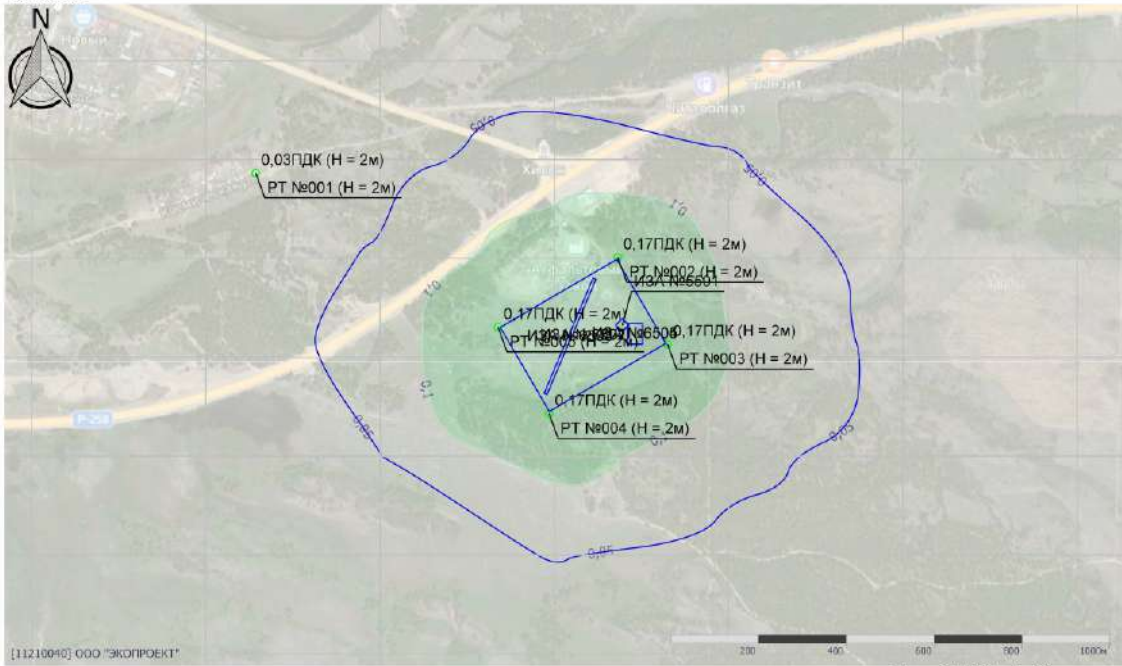 N
0,05
0,05
0,03ПДК (H = 2м)
РТ №001 (H = 2м)
0,1
0,17ПДК (H = 2м)
РТ №002 (H = 2м)
0,1
0,17ПДК (H = 2м)
0,17ПДК (H = 2м)
РТ №003 (H = 2м)
0,1
0,17ПДК (H = 2м)
Р-258
0,05
РТ №004 (H = 2м)
0,05
0,05
[11210040] ООО "ЭКОПРОЕКТ"
200 400 600 800 1000м